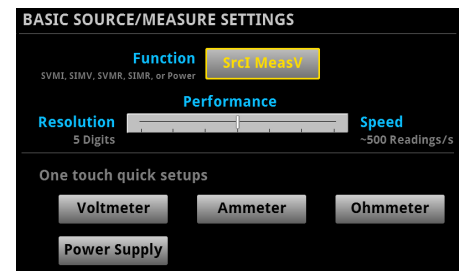 BASIC SOURCE/MEASURE SETTINGS
Function
SrcI MeasV
SVMI, SIMV, SVMR, SIMR, or Power
Performance
Resolution
Speed
5 Digits
~500 Readings/s
One touch quick setups
Voltmeter
Ammeter
Ohmmeter
Power Supply